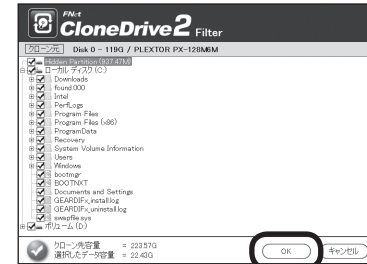 FNet
CloneDrive2 Filter
クローン元 Disk 0 - 119G / PLEXTOR PX-128M6M
Hidden Partition (937.47M)
ローカル ディスク (C:)
Downloads
found.000
Intel
PerfLogs
Program Files
Program Files (x86)
ProgramData
Recovery
System Volume Information
Users
Windows
bootmgr
BOOTNXT
Documents and Settings
GEARDIFx_install.log
GEARDIFx_uninstall.log
swapfile.sys
ボリューム (D:)
クローン先容量 = 223.57G
選択したデータ容量 = 22.43G
OK
キャンセル